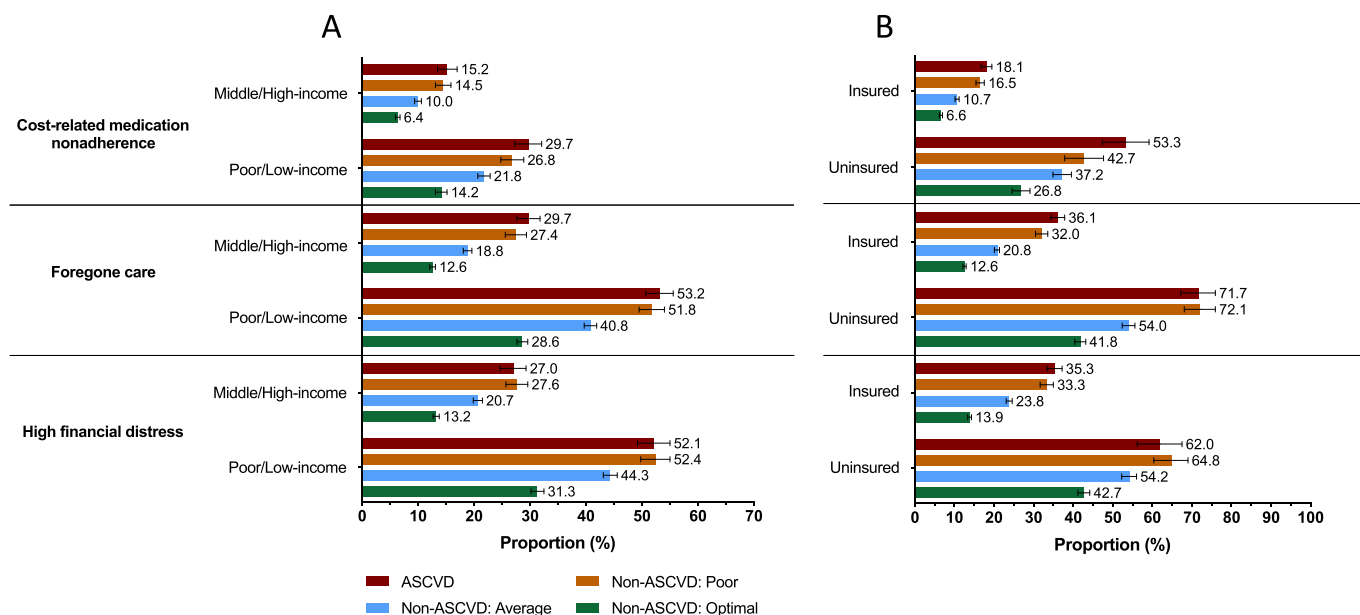 A
B
Cost-related medication
nonadherence
Middle/High-income
15.2
14.5
10.0
6.4
Poor/Low-income
29.7
26.8
21.8
14.2
Insured
18.1
16.5
10.7
6.6
Uninsured
53.3
42.7
37.2
26.8
Foregone care
Middle/High-income
29.7
27.4
18.8
12.6
Poor/Low-income
53.2
51.8
40.8
28.6
Insured
36.1
32.0
20.8
12.6
Uninsured
71.7
72.1
54.0
41.8
High financial distress
Middle/High-income
27.0
27.6
20.7
13.2
Poor/Low-income
52.1
52.4
44.3
31.3
Insured
35.3
33.3
23.8
13.9
Uninsured
62.0
64.8
54.2
42.7
0 10 20 30 40 50 60 70
Proportion (%)
0 10 20 30 40 50 60 70 80 90 100
Proportion (%)
ASCVD
Non-ASCVD: Poor
Non-ASCVD: Average
Non-ASCVD: Optimal